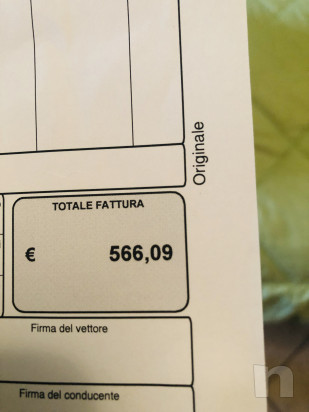 Originale
TOTALE FATTURA
€ 566,09
Firma del vettore
Firma del conducente
n